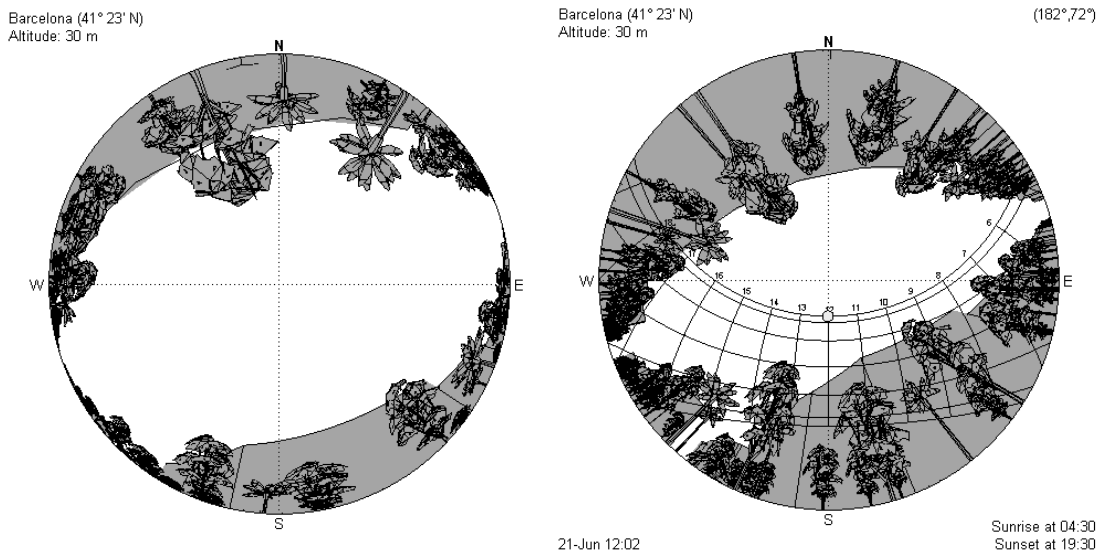 Barcelona (41° 23' N)
Altitude: 30 m
N
W
E
S
Barcelona (41° 23' N)
Altitude: 30 m
(182°,72°)
N
18
17
16
15
14
13
12
11
10
9
8
7
6
W
E
S
21-Jun 12:02
Sunrise at 04:30
Sunset at 19:30